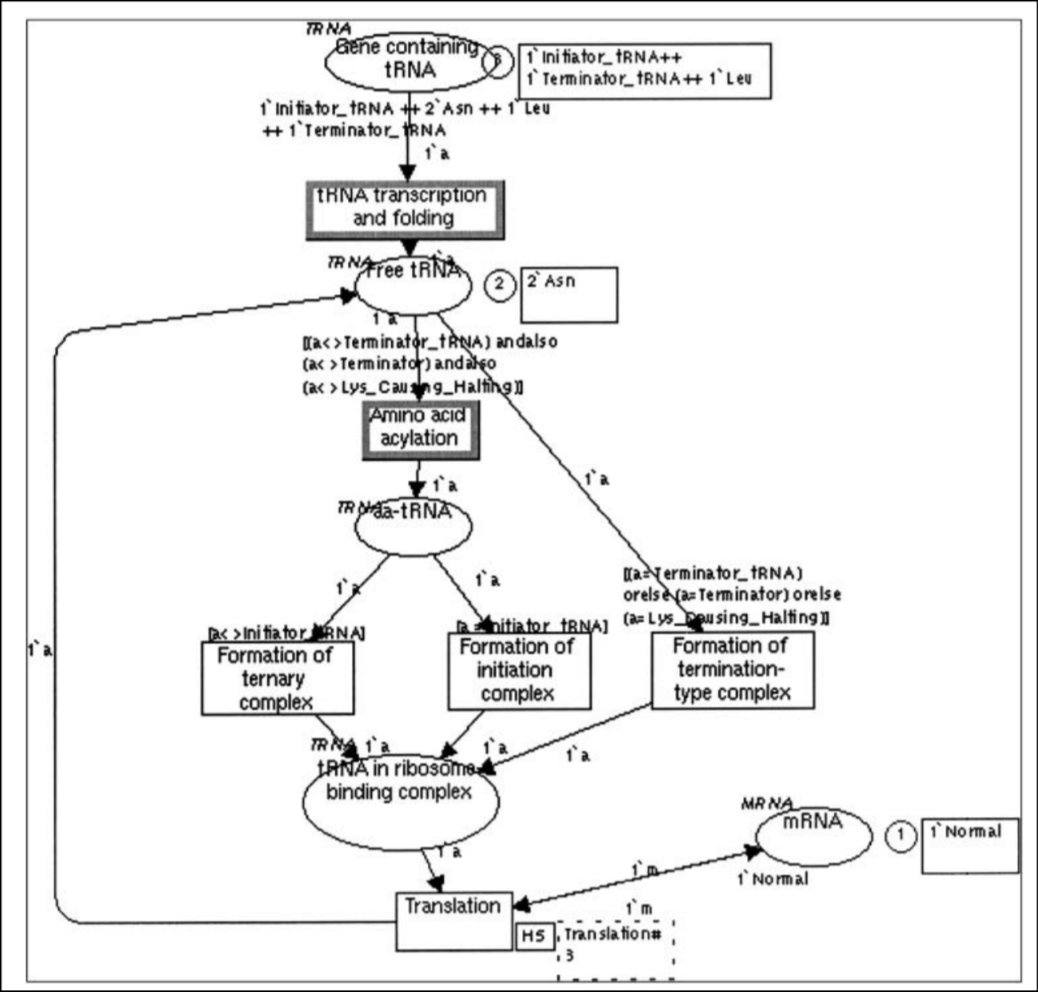 TRNA
Gene containing
tRNA
3
1`Initiator_tRNA++
1`Terminator_tRNA++ 1`Leu
1`Initiator_tRNA ++ 2`Asn ++ 1`Leu
++ 1`Terminator_tRNA
1`a
tRNA transcription
and folding
1`a
TRNA
Free tRNA
2
2`Asn
1`a
[(a<>Terminator_tRNA) andalso
(a<>Terminator) andalso
(a<>Lys_Causing_Halting)]
Amino acid
acylation
1`a
1`a
TRNA
aa-tRNA
1`a
1`a
[(a=Terminator_tRNA)
orelse (a=Terminator) orelse
(a=Lys_Causing_Halting)]
[a<>Initiator_tRNA]
[a=Initiator_tRNA]
Formation of
ternary
complex
Formation of
initiation
complex
Formation of
termination-
type complex
1`a
TRNA
1`a
1`a
1`a
tRNA in ribosome
binding complex
MRNA
mRNA
1
1`Normal
1`a
1`m
1`Normal
Translation
1`m
HS
Translation#
3